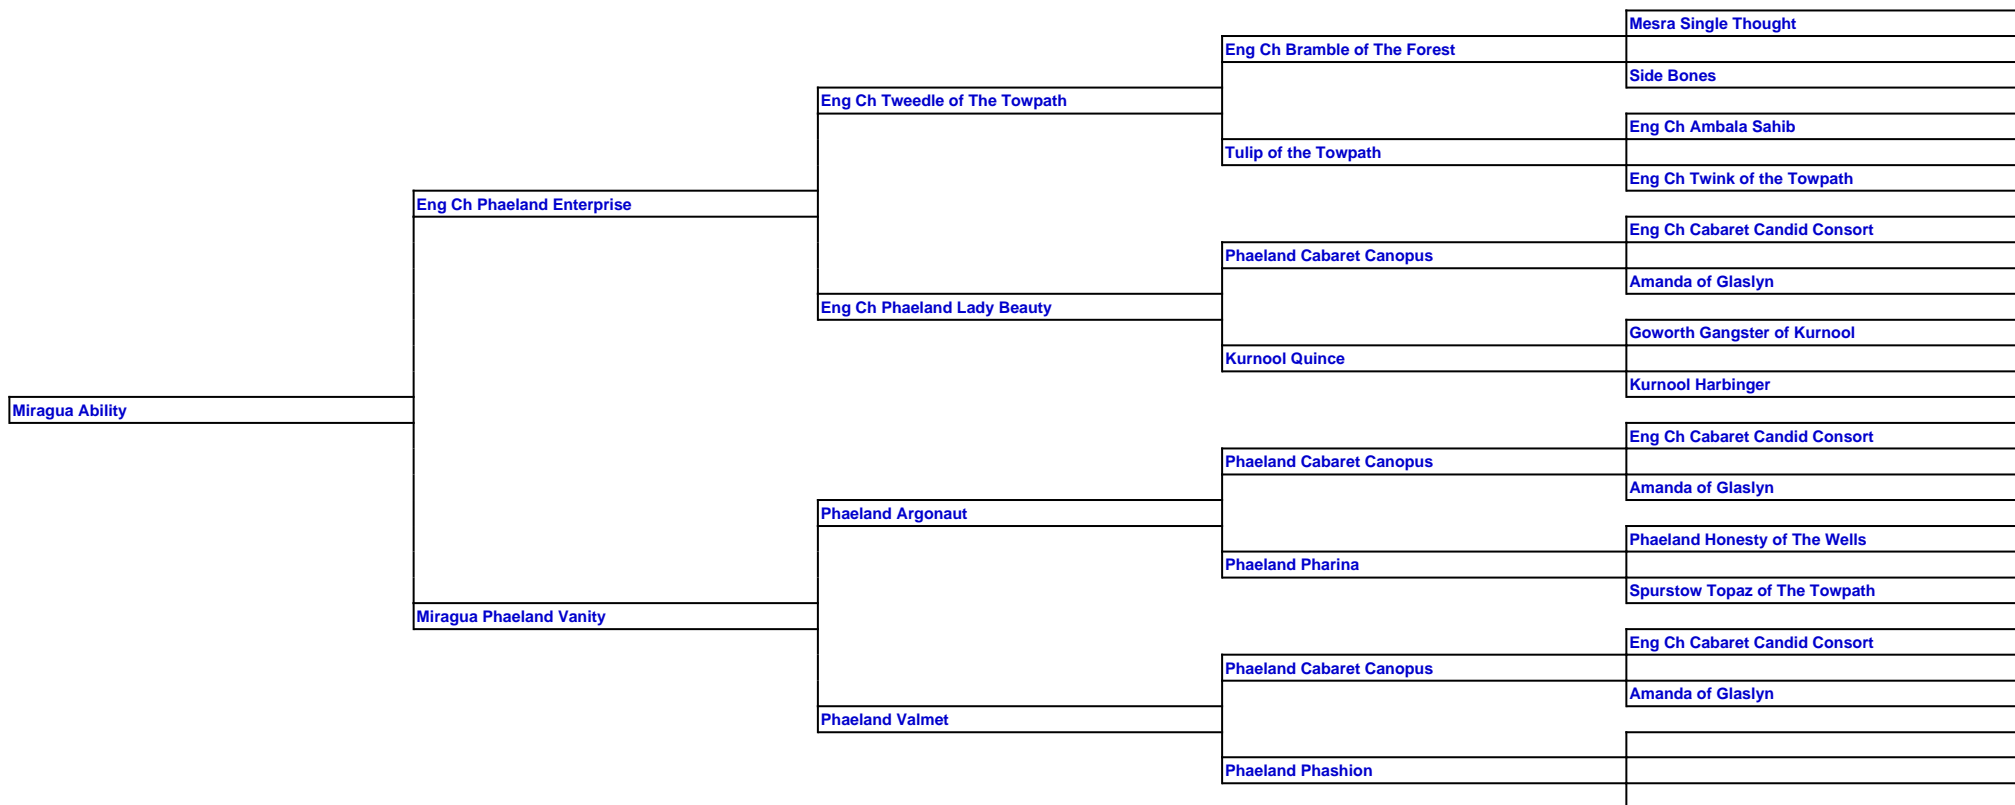 Mesra Single Thought
Eng Ch Bramble of The Forest
Side Bones
Eng Ch Tweedle of The Towpath
Eng Ch Ambala Sahib
Tulip of the Towpath
Eng Ch Twink of the Towpath
Eng Ch Phaeland Enterprise
Eng Ch Cabaret Candid Consort
Phaeland Cabaret Canopus
Amanda of Glaslyn
Eng Ch Phaeland Lady Beauty
Goworth Gangster of Kurnool
Kurnool Quince
Kurnool Harbinger
Miragua Ability
Eng Ch Cabaret Candid Consort
Phaeland Cabaret Canopus
Amanda of Glaslyn
Phaeland Argonaut
Phaeland Honesty of The Wells
Phaeland Pharina
Spurstow Topaz of The Towpath
Miragua Phaeland Vanity
Eng Ch Cabaret Candid Consort
Phaeland Cabaret Canopus
Amanda of Glaslyn
Phaeland Valmet
Phaeland Phashion